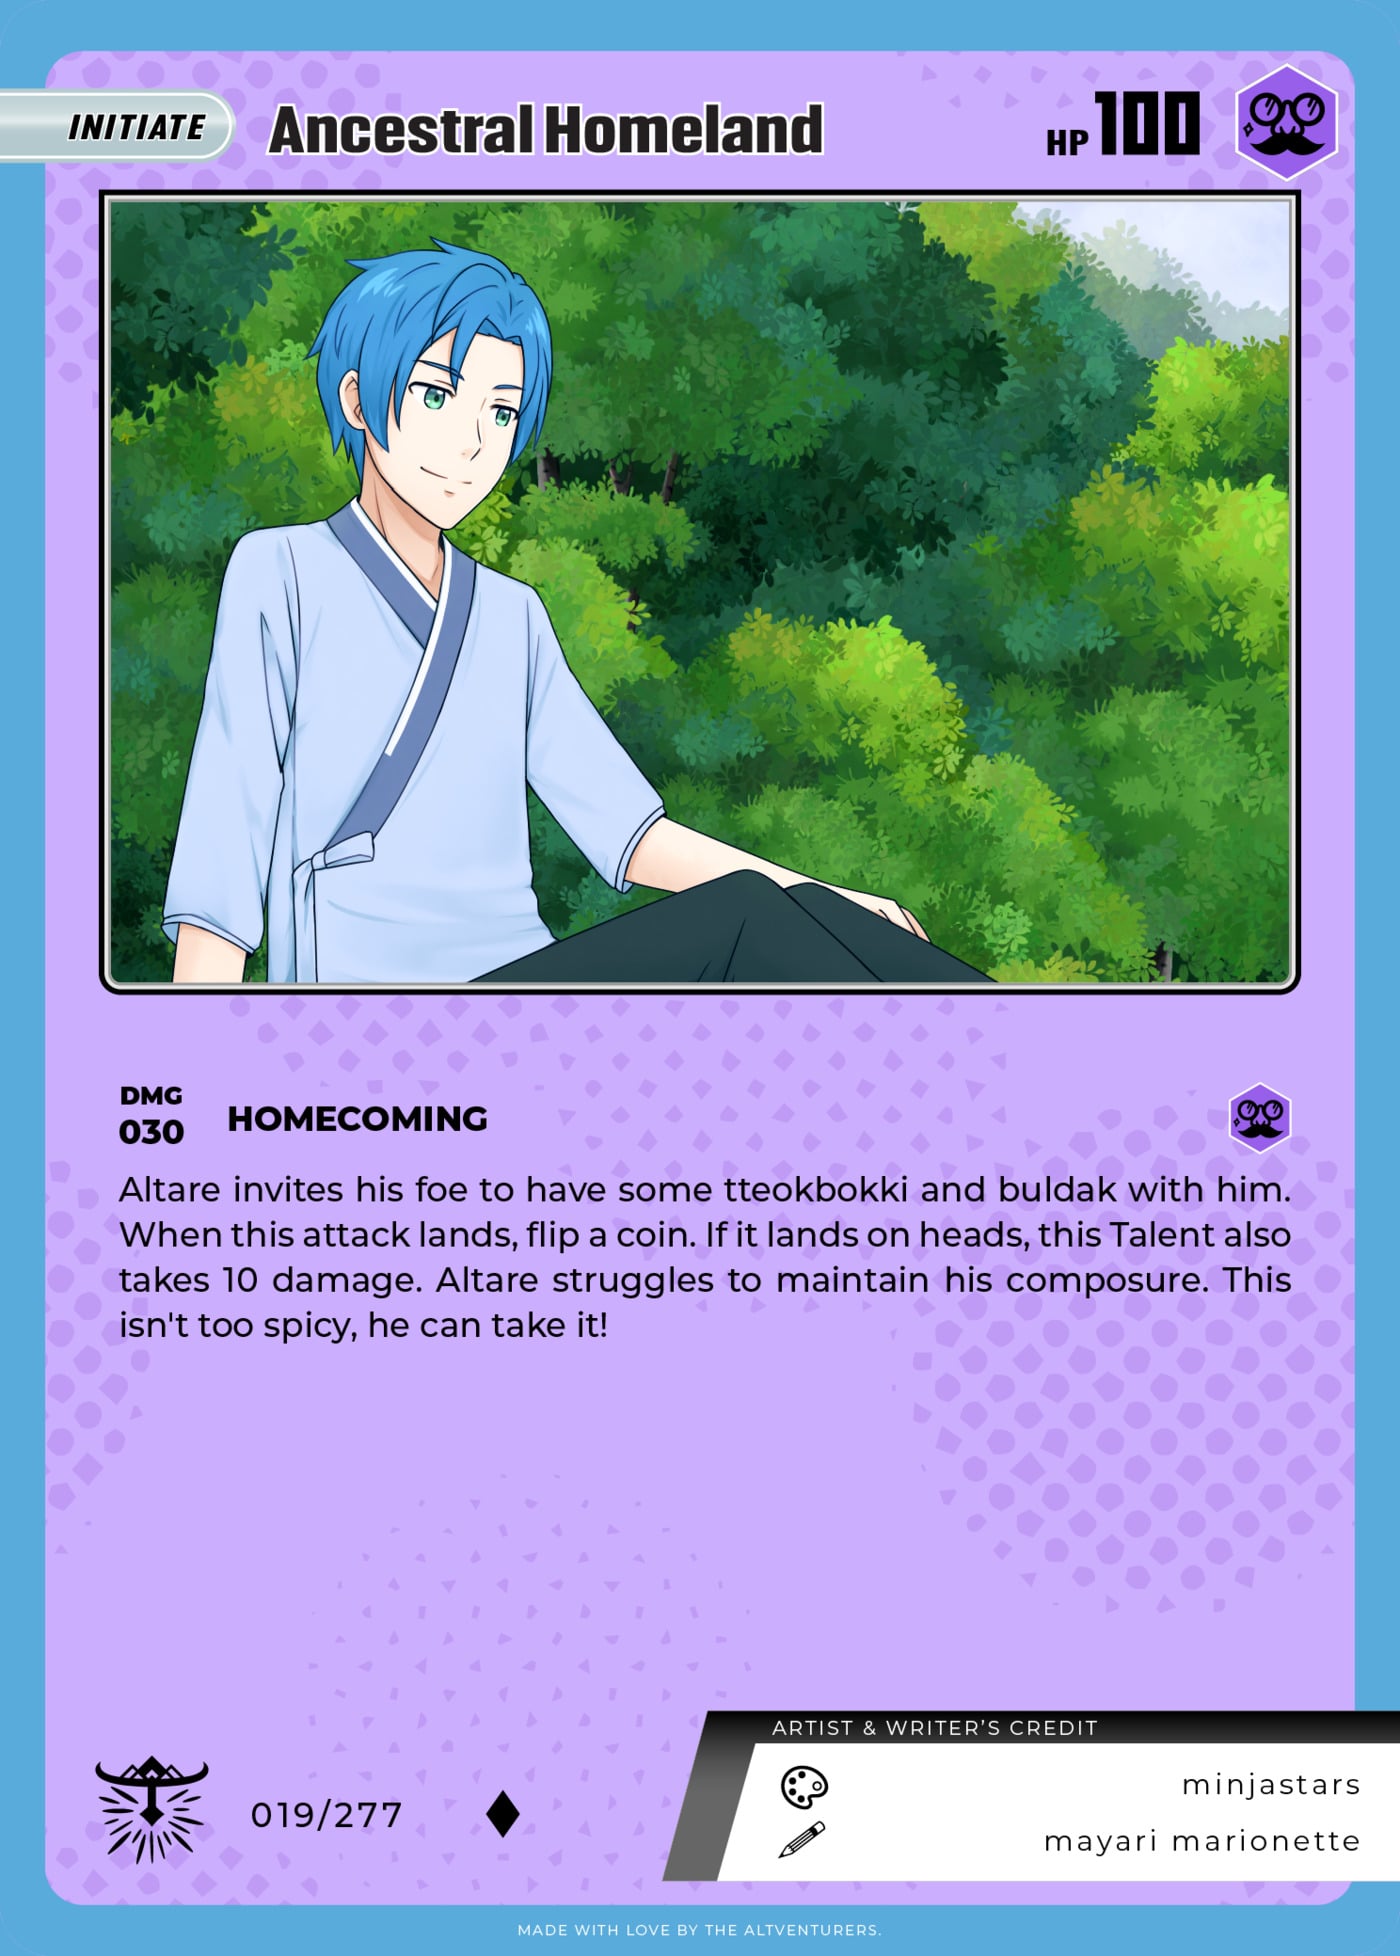 INITIATE
Ancestral Homeland
HP 100
DMG
030
HOMECOMING
Altare invites his foe to have some tteokbokki and buldak with him.
When this attack lands, flip a coin. If it lands on heads, this Talent also
takes 10 damage. Altare struggles to maintain his composure. This
isn't too spicy, he can take it!
ARTIST & WRITER'S CREDIT
minjastars
mayari marionette
019/277
MADE WITH LOVE BY THE ALTVENTURERS.